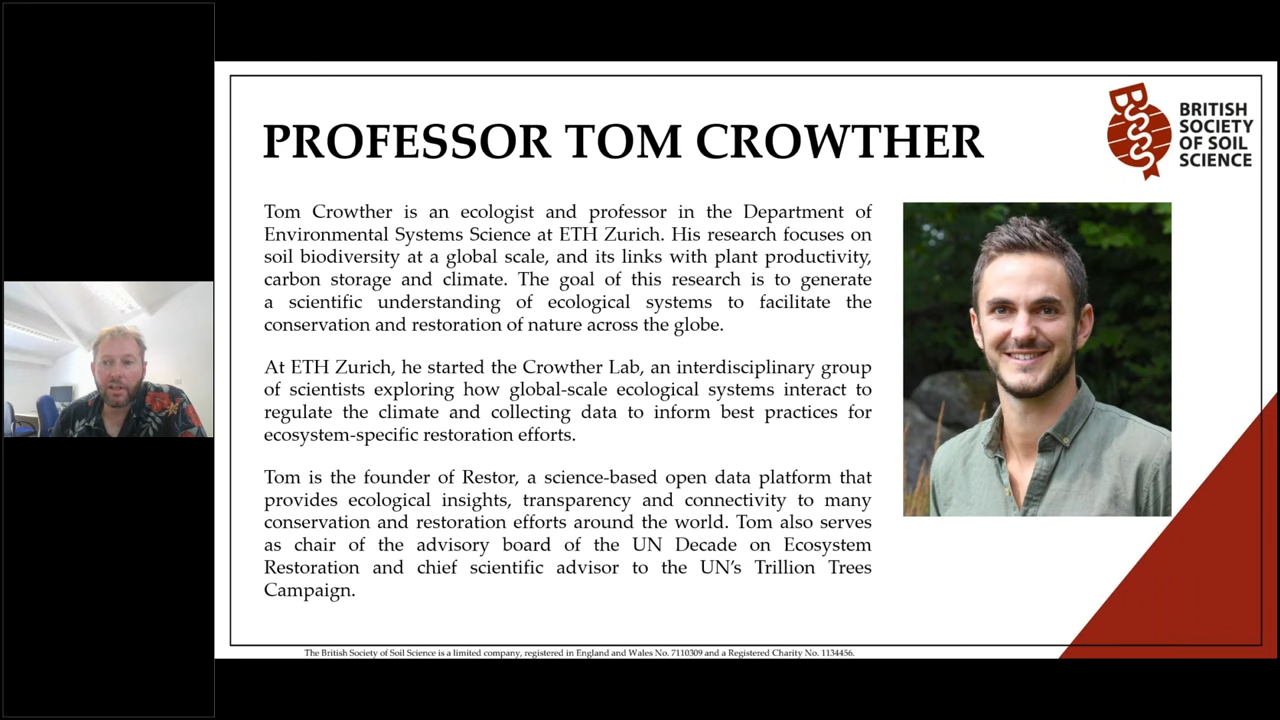 PROFESSOR TOM CROWTHER
BSSS
BRITISH
SOCIETY
OF SOIL
SCIENCE
Tom Crowther is an ecologist and professor in the Department of
Environmental Systems Science at ETH Zurich. His research focuses on
soil biodiversity at a global scale, and its links with plant productivity,
carbon storage and climate. The goal of this research is to generate
a scientific understanding of ecological systems to facilitate the
conservation and restoration of nature across the globe.
At ETH Zurich, he started the Crowther Lab, an interdisciplinary group
of scientists exploring how global-scale ecological systems interact to
regulate the climate and collecting data to inform best practices for
ecosystem-specific restoration efforts.
Tom is the founder of Restor, a science-based open data platform that
provides ecological insights, transparency and connectivity to many
conservation and restoration efforts around the world. Tom also serves
as chair of the advisory board of the UN Decade on Ecosystem
Restoration and chief scientific advisor to the UN’s Trillion Trees
Campaign.
The British Society of Soil Science is a limited company, registered in England and Wales No. 7110309 and a Registered Charity No. 1134456.